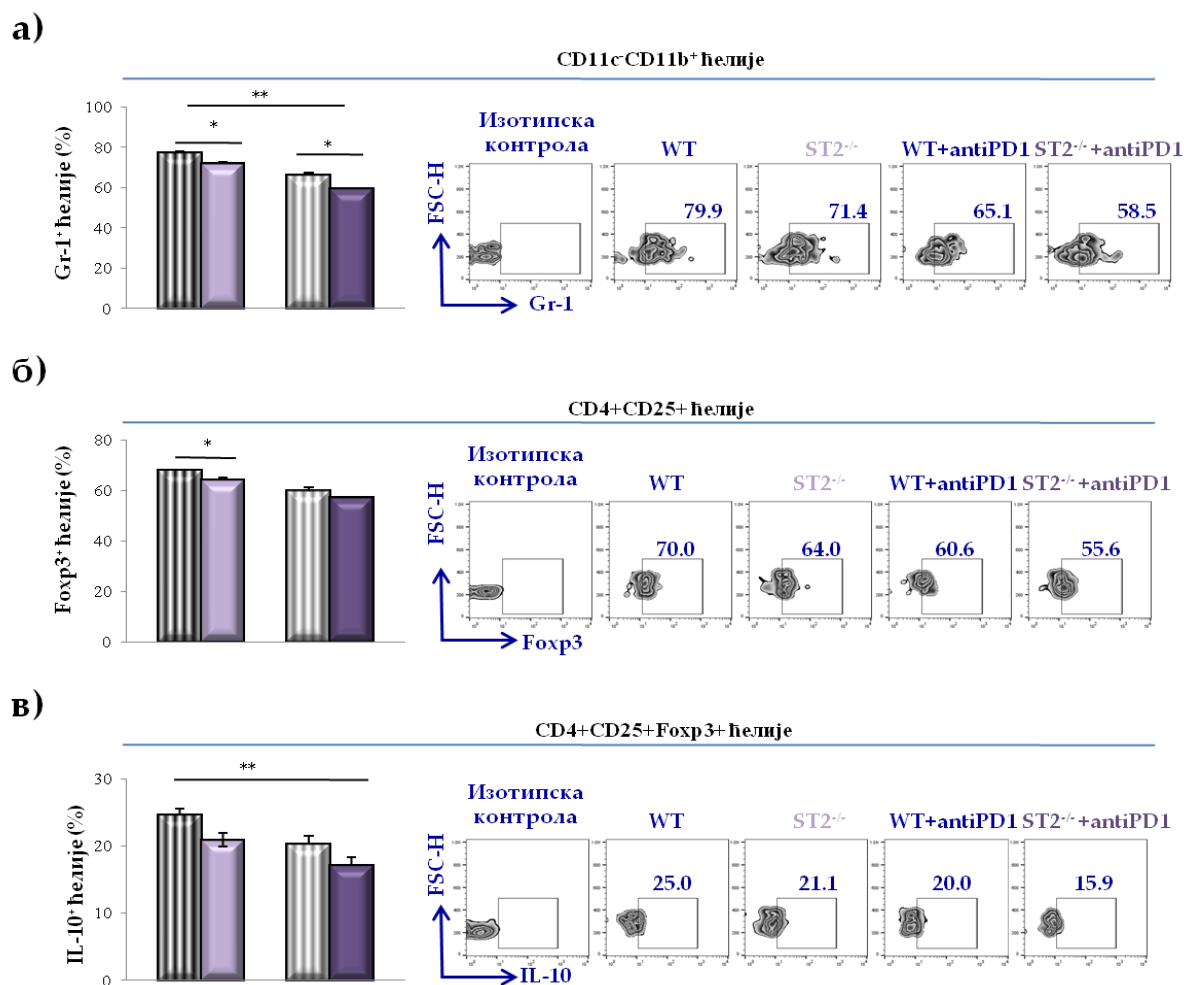 а)
CD11c⁻CD11b⁺ ћелије
**
*
*
100
80
60
40
20
0
Gr-1⁺ ћелије (%)
Изотипска
контрола
WT
ST2⁻/⁻
WT+antiPD1
ST2⁻/⁻+antiPD1
FSC-H
79.9
71.4
65.1
58.5
Gr-1
б)
CD4+CD25+ ћелије
*
80
60
40
20
0
Foxp3⁺ ћелије (%)
Изотипска
контрола
WT
ST2⁻/⁻
WT+antiPD1
ST2⁻/⁻+antiPD1
FSC-H
70.0
64.0
60.6
55.6
Foxp3
в)
CD4+CD25+Foxp3+ ћелије
**
30
20
10
0
IL-10⁺ ћелије (%)
Изотипска
контрола
WT
ST2⁻/⁻
WT+antiPD1
ST2⁻/⁻+antiPD1
FSC-H
25.0
21.1
20.0
15.9
IL-10